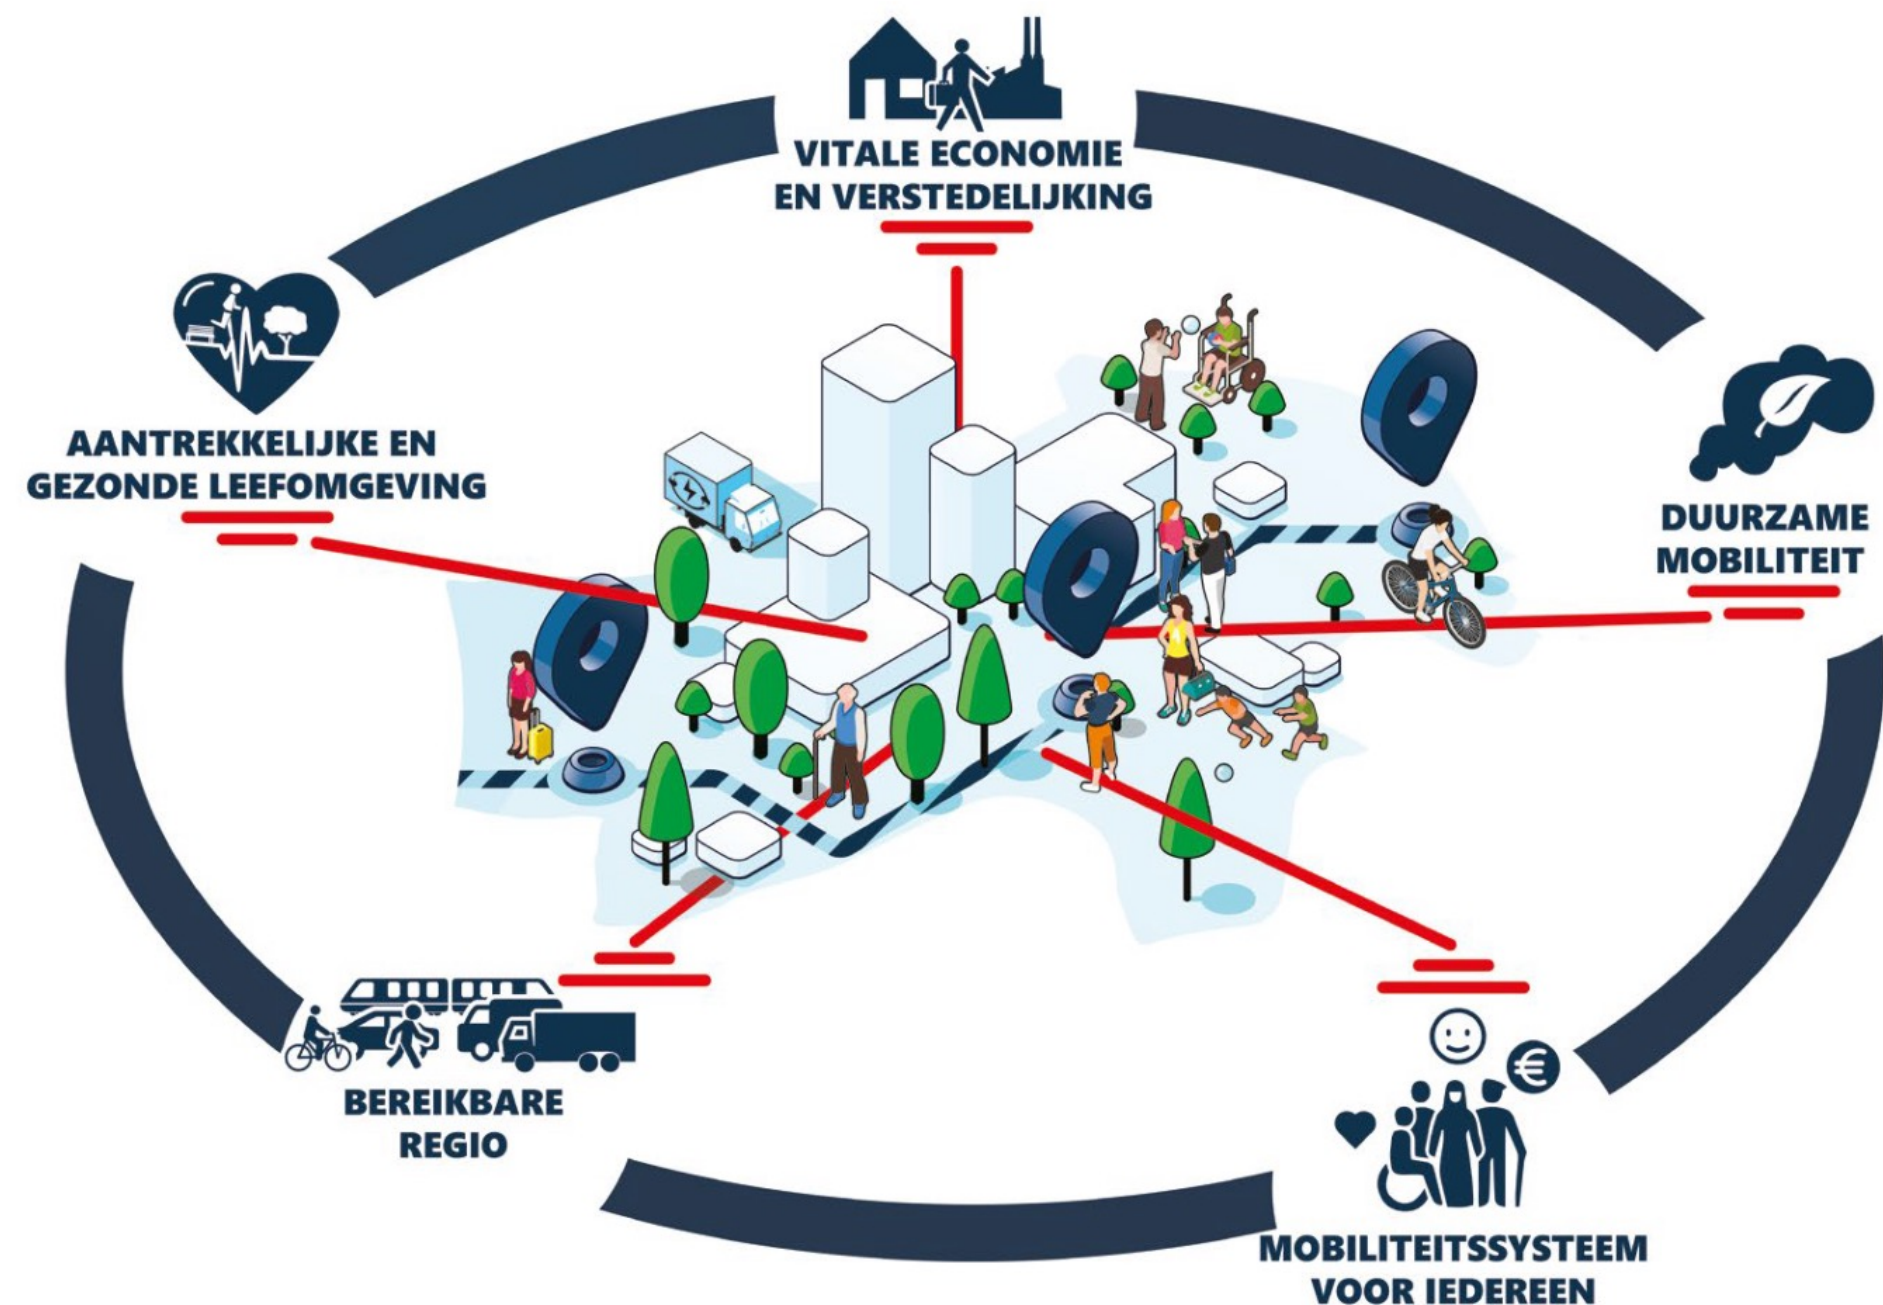 VITALE ECONOMIE
EN VERSTEDELIJKING
AANTREKKELIJKE EN
GEZONDE LEEFOMGEVING
DUURZAME
MOBILITEIT
BEREIKBARE
REGIO
€
MOBILITEITSSYSTEEM
VOOR IEDEREEN